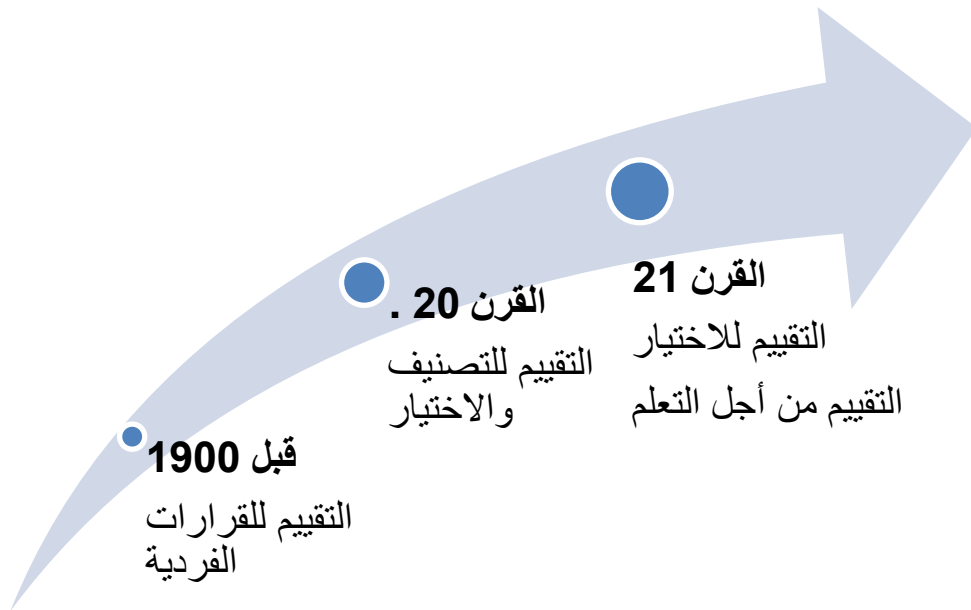 القرن 21
التقييم للاختيار
التقييم من أجل التعلم
القرن 20 .
التقييم للتصنيف
والاختيار
قبل 1900
التقييم للقرارات
الفردية